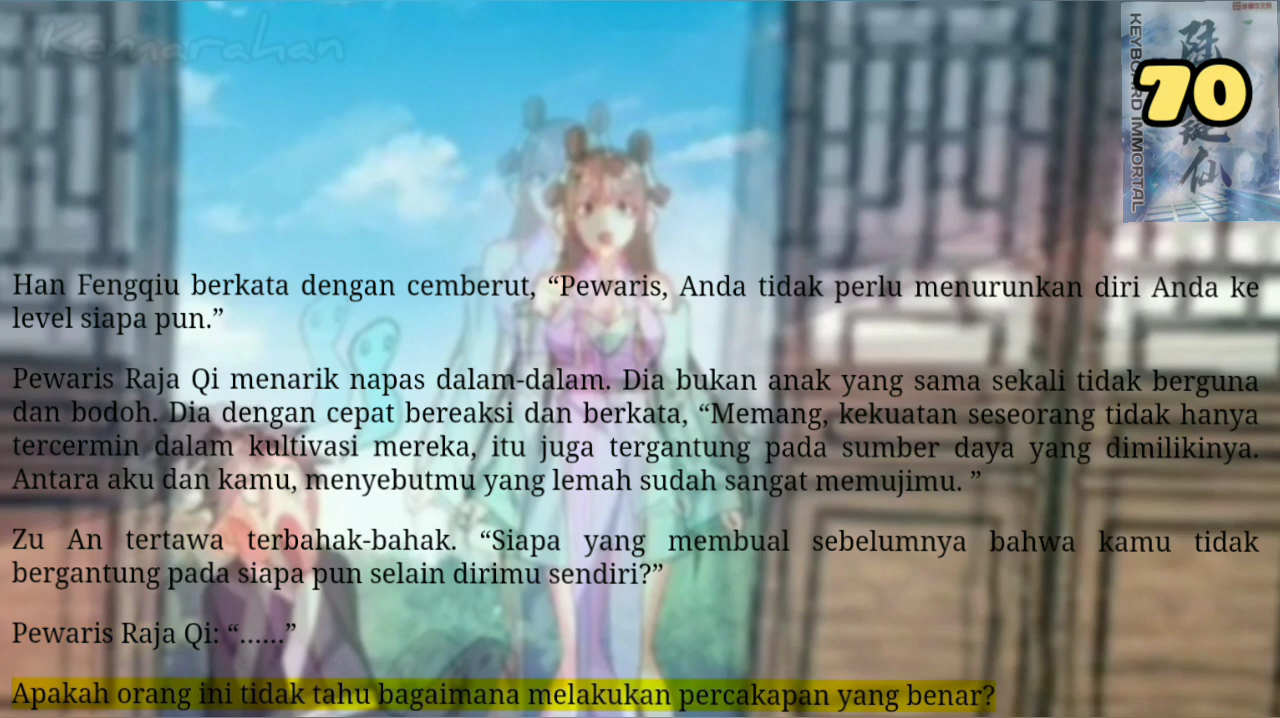 Kemarahan
KEYBOARD IMMORTAL
70
Han Fengqiu berkata dengan cemberut, “Pewaris, Anda tidak perlu menurunkan diri Anda ke
level siapa pun.”
Pewaris Raja Qi menarik napas dalam-dalam. Dia bukan anak yang sama sekali tidak berguna
dan bodoh. Dia dengan cepat bereaksi dan berkata, “Memang, kekuatan seseorang tidak hanya
tercermin dalam kultivasi mereka, itu juga tergantung pada sumber daya yang dimilikinya.
Antara aku dan kamu, menyebutmu yang lemah sudah sangat memujimu. ”
Zu An tertawa terbahak-bahak. “Siapa yang membual sebelumnya bahwa kamu tidak
bergantung pada siapa pun selain dirimu sendiri?”
Pewaris Raja Qi: “……”
Apakah orang ini tidak tahu bagaimana melakukan percakapan yang benar?